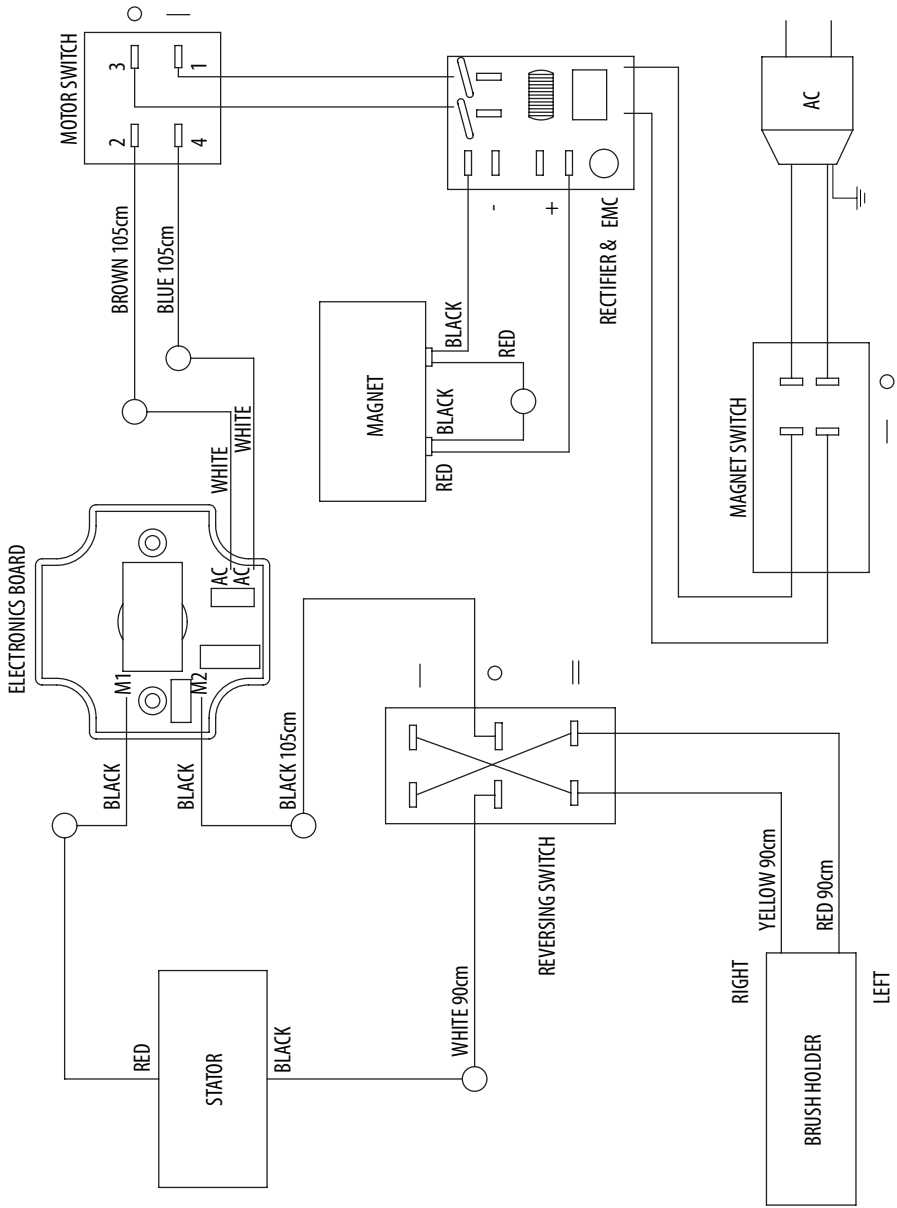 ELECTRONICS BOARD
M1
M2
AC
AC
BLACK
BLACK
BLACK 105cm
WHITE
WHITE
BROWN 105cm
BLUE 105cm
MOTOR SWITCH
2
3
4
1
O
I
RED
STATOR
BLACK
WHITE 90cm
REVERSING SWITCH
I
O
II
MAGNET
RED
BLACK
RED
BLACK
-
+
RECTIFIER & EMC
RIGHT
YELLOW 90cm
RED 90cm
LEFT
BRUSH HOLDER
MAGNET SWITCH
I
O
AC